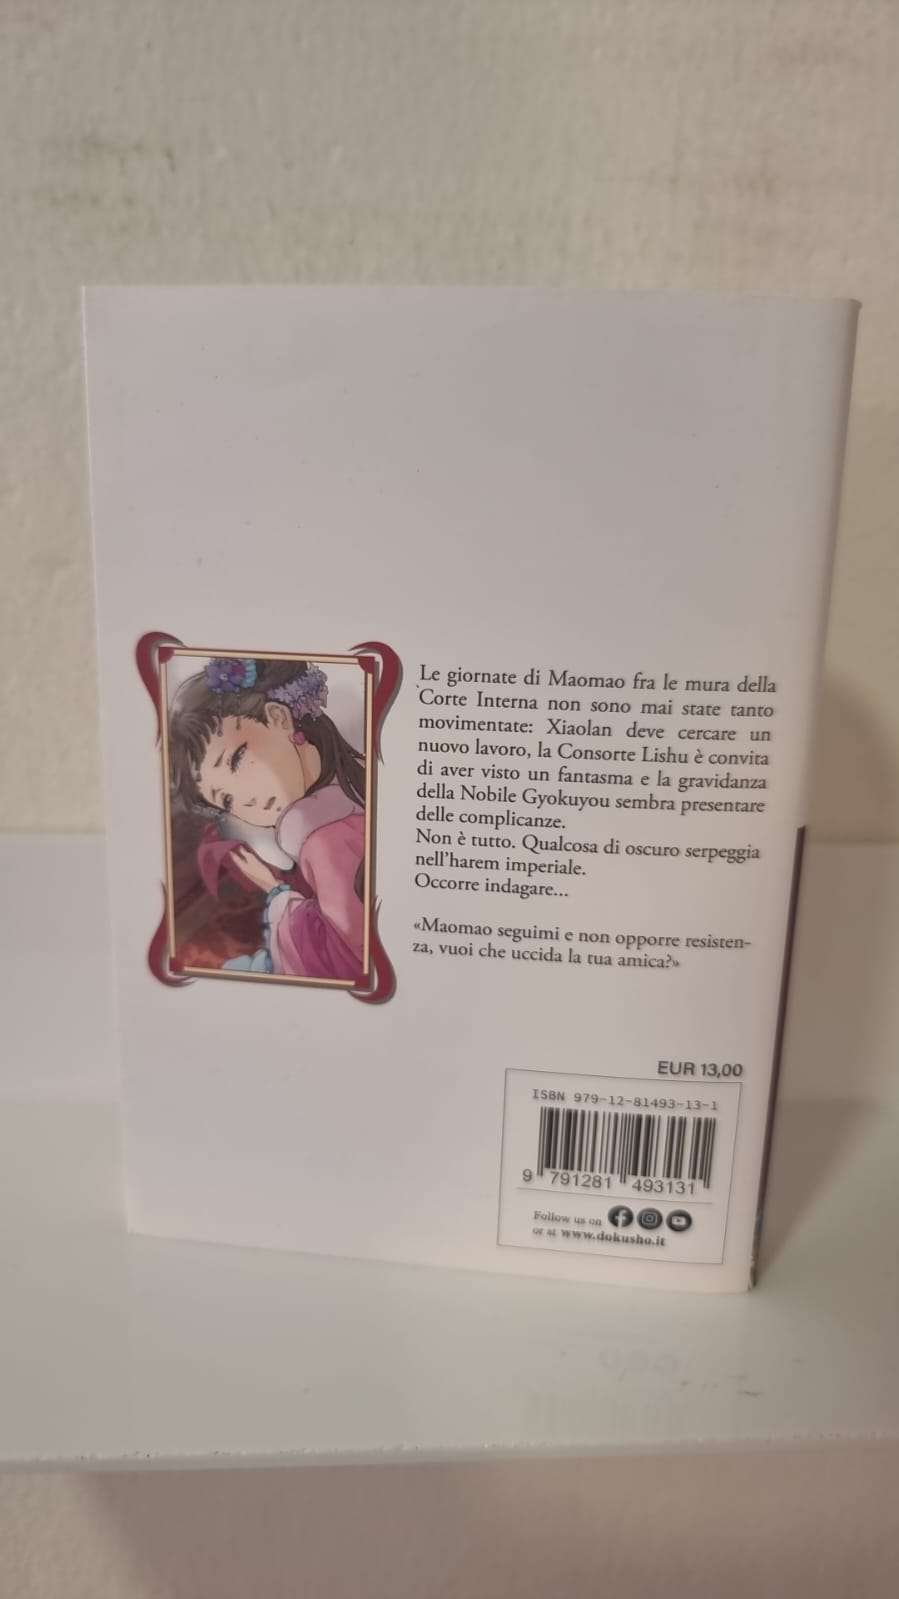 Le giornate di Maomao fra le mura della
Corte Interna non sono mai state tanto
movimentate: Xiaolan deve cercare un
nuovo lavoro, la Consorte Lishu è convita
di aver visto un fantasma e la gravidanza
della Nobile Gyokuyou sembra presentare
delle complicanze.
Non è tutto. Qualcosa di oscuro serpeggia
nell'harem imperiale.
Occorre indagare...
«Maomao seguimi e non opporre resisten-
za, vuoi che uccida la tua amica?»
EUR 13,00
ISBN 979-12-81493-13-1
9 791281 493131
Follow us on
or at www.dokusho.it